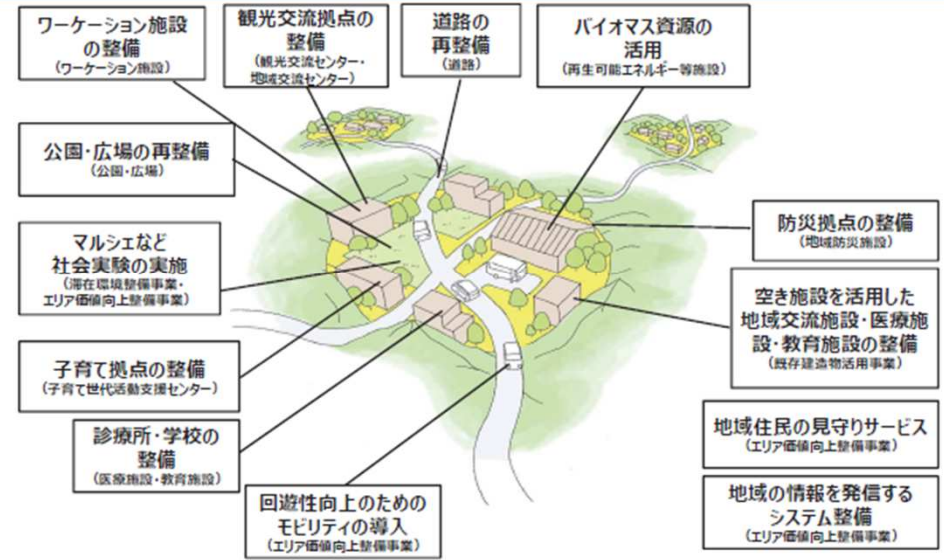 ワーケーション施設
の整備
(ワーケーション施設)
観光交流拠点の
整備
(観光交流センター・
地域交流センター)
道路の
再整備
(道路)
バイオマス資源の
活用
(再生可能エネルギー等施設)
公園・広場の再整備
(公園・広場)
マルシェなど
社会実験の実施
(滞在環境整備事業・
エリア価値向上整備事業)
防災拠点の整備
(地域防災施設)
空き施設を活用した
地域交流施設・医療施
設・教育施設の整備
(既存建造物活用事業)
子育て拠点の整備
(子育て世代活動支援センター)
診療所・学校の
整備
(医療施設・教育施設)
地域住民の見守りサービス
(エリア価値向上整備事業)
回遊性向上のための
モビリティの導入
(エリア価値向上整備事業)
地域の情報を発信する
システム整備
(エリア価値向上整備事業)